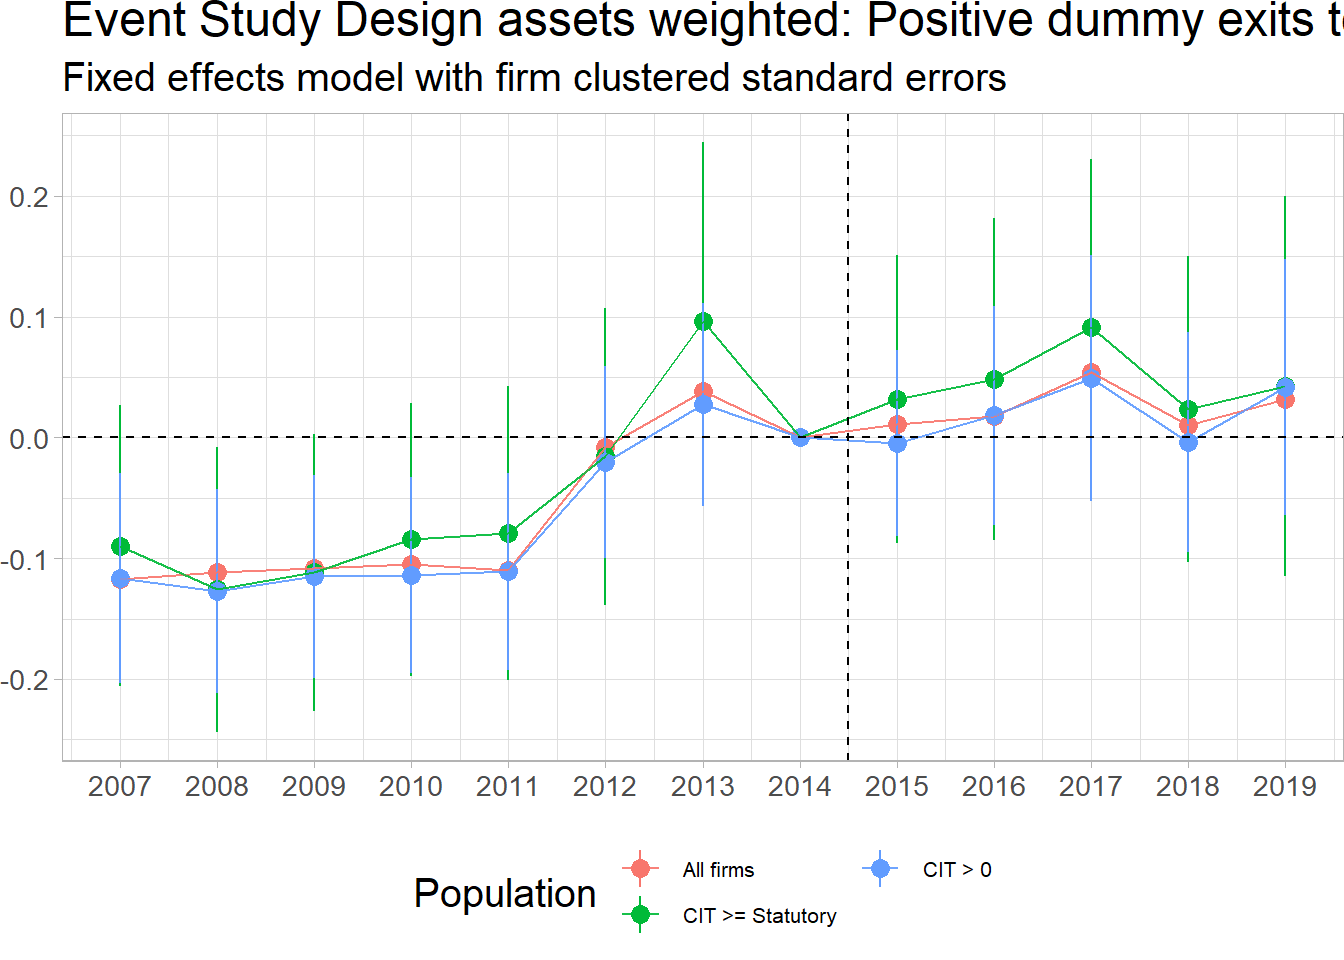 Event Study Design assets weighted: Positive dummy exits t
Fixed effects model with firm clustered standard errors
0.2
0.1
0.0
-0.1
-0.2
2007 2008 2009 2010 2011 2012 2013 2014 2015 2016 2017 2018 2019
Population
All firms
CIT > 0
CIT >= Statutory